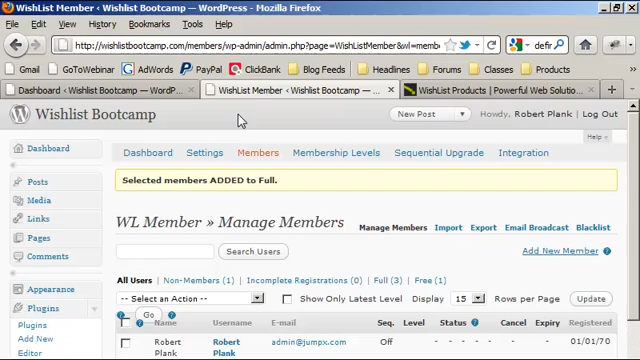 WishList Member ‹ Wishlist Bootcamp — WordPress - Mozilla Firefox
File Edit View History Bookmarks Tools Help
http://wishlistbootcamp.com/members/wp-admin/admin.php?page=WishListMember&wl=membe
defir
Gmail GoToWebinar AdWords PayPal ClickBank Blog Feeds Bookmarks Classes Products
Dashboard ‹ Wishlist Bootcamp — WordP... WishList Member ‹ Wishlist Bootcamp — ... WishList Products | Powerful Web Solution...
Wishlist Bootcamp New Post Howdy, Robert Plank | Log Out
Help
Dashboard
Posts
Media
Links
Pages
Comments
Appearance
Plugins
Plugins
Add New
Editor
Dashboard Settings Members Membership Levels Sequential Upgrade Integration
Selected members ADDED to Full.
WL Member » Manage Members Manage Members Import Export Email Broadcast Blacklist
Search Users Add New Member
All Users | Non-Members (1) | Incomplete Registrations (0) | Full (3) | Free (1)
-- Select an Action -- Show Only Latest Level Display 15 Rows per Page Update
Go
Name Username E-mail Seq. Level Status Cancel Expiry Registered
Robert Plank Robert Plank admin@jumpx.com Off 01/01/70